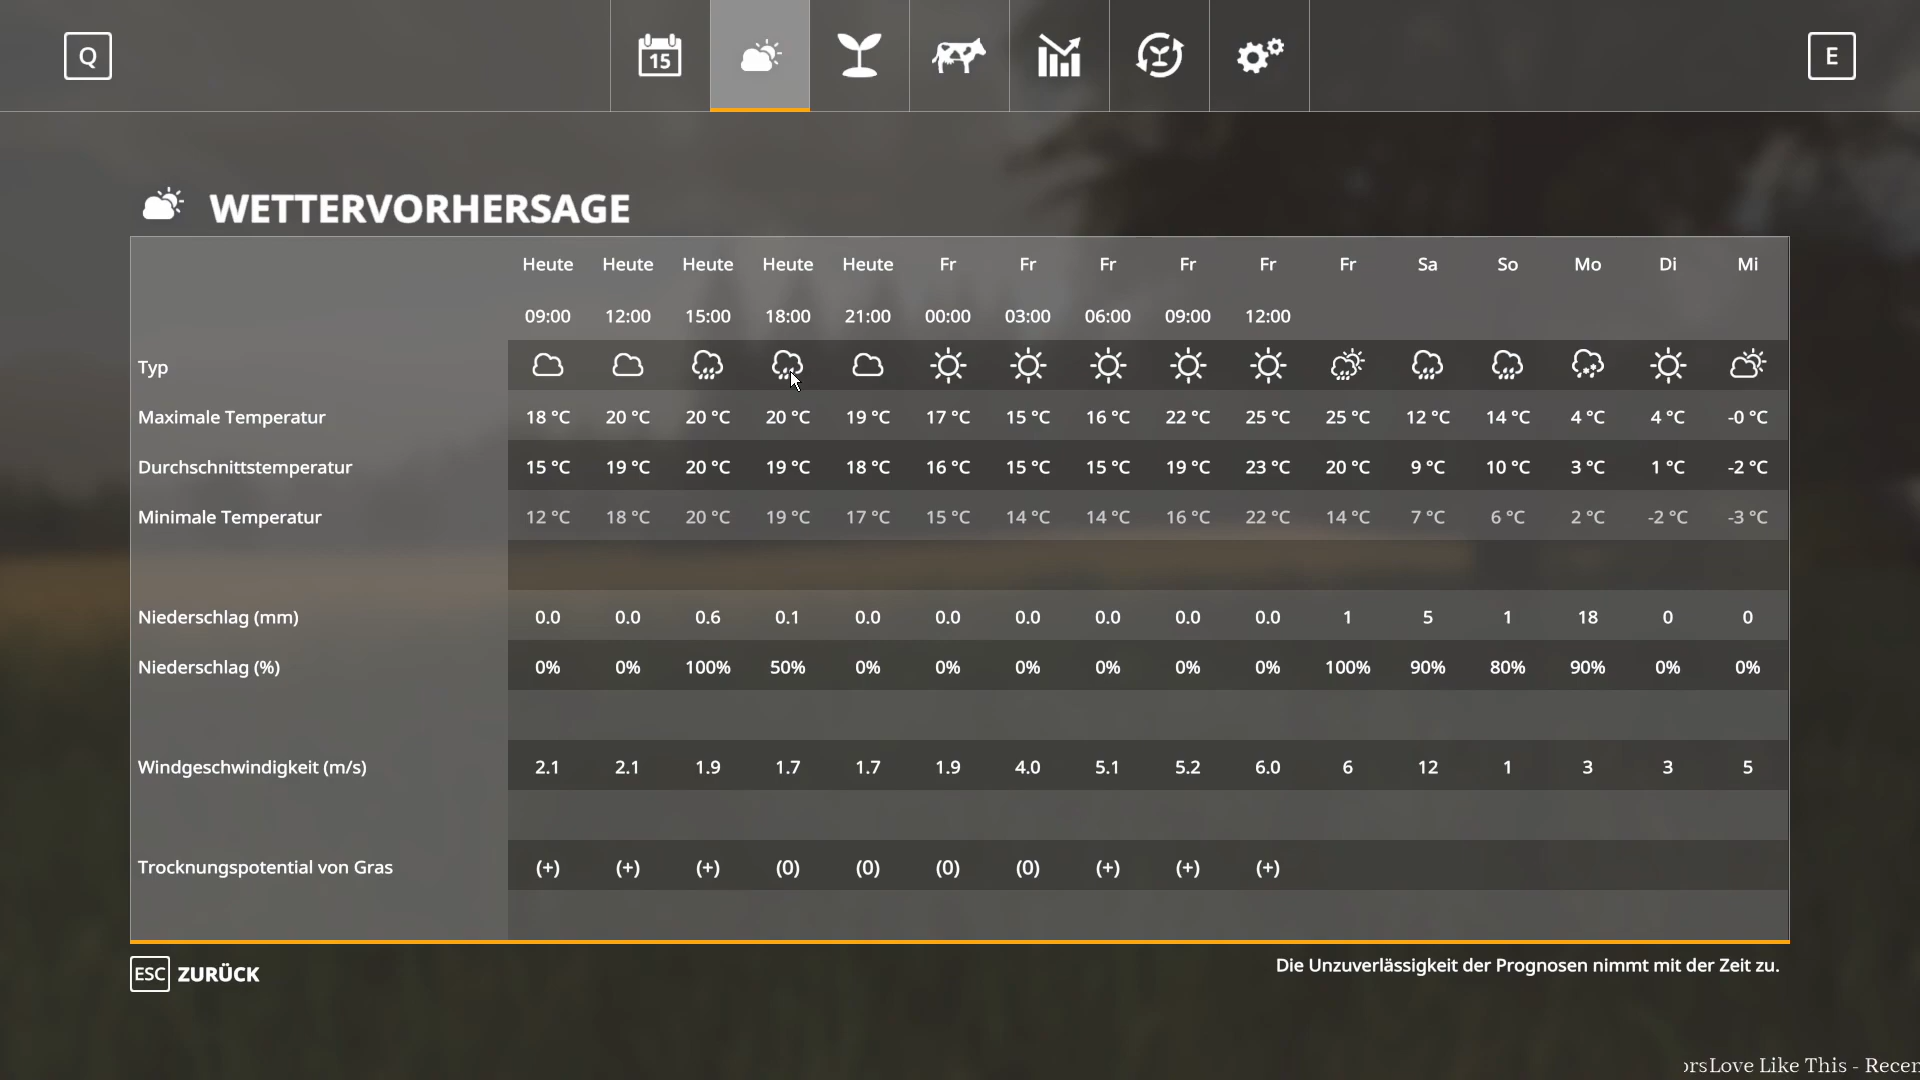 Q
15
E
WETTERVORHERSAGE
Heute Heute Heute Heute Heute Fr Fr Fr Fr Fr Fr Sa So Mo Di Mi
09:00 12:00 15:00 18:00 21:00 00:00 03:00 06:00 09:00 12:00
Typ
Maximale Temperatur 18 °C 20 °C 20 °C 20 °C 19 °C 17 °C 15 °C 16 °C 22 °C 25 °C 25 °C 12 °C 14 °C 4 °C 4 °C -0 °C
Durchschnittstemperatur 15 °C 19 °C 20 °C 19 °C 18 °C 16 °C 15 °C 15 °C 19 °C 23 °C 20 °C 9 °C 10 °C 3 °C 1 °C -2 °C
Minimale Temperatur 12 °C 18 °C 20 °C 19 °C 17 °C 15 °C 14 °C 14 °C 16 °C 22 °C 14 °C 7 °C 6 °C 2 °C -2 °C -3 °C
Niederschlag (mm) 0.0 0.0 0.6 0.1 0.0 0.0 0.0 0.0 0.0 0.0 1 5 1 18 0 0
Niederschlag (%) 0% 0% 100% 50% 0% 0% 0% 0% 0% 0% 100% 90% 80% 90% 0% 0%
Windgeschwindigkeit (m/s) 2.1 2.1 1.9 1.7 1.7 1.9 4.0 5.1 5.2 6.0 6 12 1 3 3 5
Trocknungspotential von Gras (+) (+) (+) (0) (0) (0) (0) (+) (+) (+)
ESC ZURÜCK
Die Unzuverlässigkeit der Prognosen nimmt mit der Zeit zu.
Love Like This -